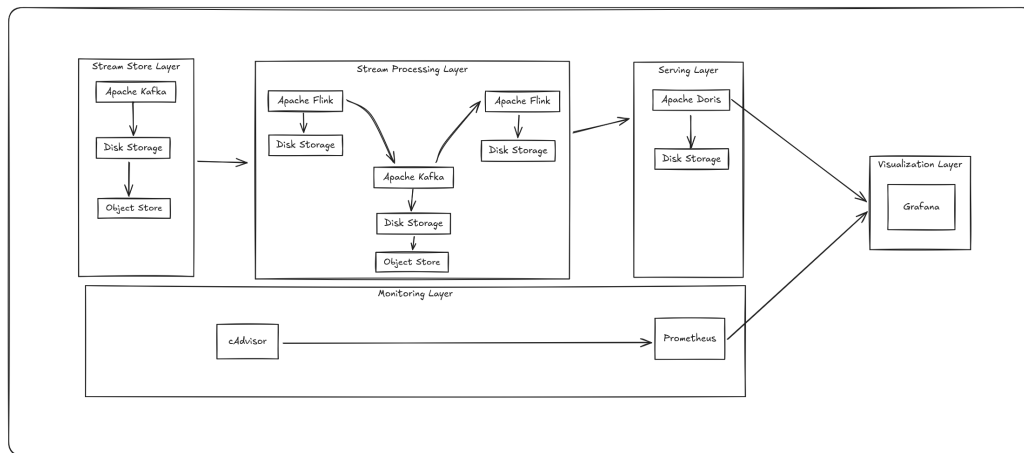 Stream Store Layer
Apache Kafka
Disk Storage
Object Store
Stream Processing Layer
Apache Flink
Disk Storage
Apache Kafka
Disk Storage
Object Store
Apache Flink
Disk Storage
Serving Layer
Apache Doris
Disk Storage
Visualization Layer
Grafana
Monitoring Layer
cAdvisor
Prometheus